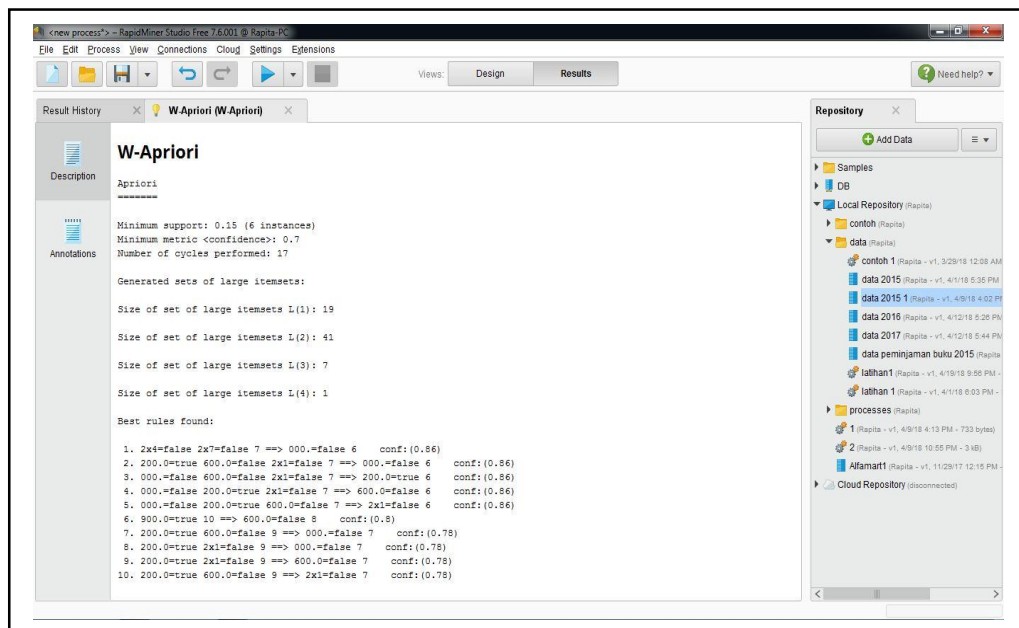 <new process*> – RapidMiner Studio Free 7.6.001 @ Rapita-PC
File Edit Process View Connections Cloud Settings Extensions
Views: Design Results Need help?
Result History W-Apriori (W-Apriori)
Description
Annotations
W-Apriori
Apriori
=======
Minimum support: 0.15 (6 instances)
Minimum metric <confidence>: 0.7
Number of cycles performed: 17
Generated sets of large itemsets:
Size of set of large itemsets L(1): 19
Size of set of large itemsets L(2): 41
Size of set of large itemsets L(3): 7
Size of set of large itemsets L(4): 1
Best rules found:
1. 2x4=false 2x7=false 7 ==> 000.=false 6 conf:(0.86)
2. 200.0=true 600.0=false 2x1=false 7 ==> 000.=false 6 conf:(0.86)
3. 000.=false 600.0=false 2x1=false 7 ==> 200.0=true 6 conf:(0.86)
4. 000.=false 200.0=true 2x1=false 7 ==> 600.0=false 6 conf:(0.86)
5. 000.=false 200.0=true 600.0=false 7 ==> 2x1=false 6 conf:(0.86)
6. 900.0=true 10 ==> 600.0=false 8 conf:(0.8)
7. 200.0=true 600.0=false 9 ==> 000.=false 7 conf:(0.78)
8. 200.0=true 2x1=false 9 ==> 000.=false 7 conf:(0.78)
9. 200.0=true 2x1=false 9 ==> 600.0=false 7 conf:(0.78)
10. 200.0=true 600.0=false 9 ==> 2x1=false 7 conf:(0.78)
Repository
Add Data
Samples
DB
Local Repository (Rapita)
contoh (Rapita)
data (Rapita)
contoh 1 (Rapita - v1, 3/29/18 12:08 AM
data 2015 (Rapita - v1, 4/1/18 5:35 PM
data 2015 1 (Rapita - v1, 4/9/18 4:02 PM
data 2016 (Rapita - v1, 4/12/18 5:26 PM
data 2017 (Rapita - v1, 4/12/18 5:44 PM
data peminjaman buku 2015 (Rapita
latihan1 (Rapita - v1, 4/19/18 9:56 PM -
latihan 1 (Rapita - v1, 4/1/18 6:03 PM -
processes (Rapita)
1 (Rapita - v1, 4/9/18 4:13 PM - 733 bytes)
2 (Rapita - v1, 4/9/18 10:55 PM - 3 kB)
Alfamart1 (Rapita - v1, 11/29/17 12:15 PM -
Cloud Repository (disconnected)